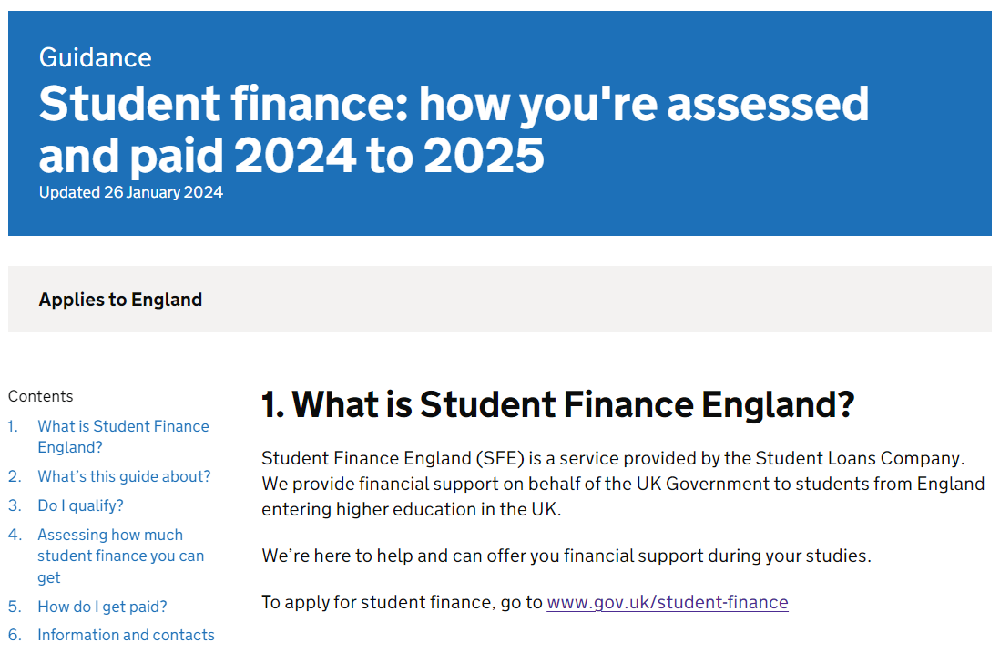 Guidance
Student finance: how you're assessed
and paid 2024 to 2025
Updated 26 January 2024
Applies to England
Contents
1. What is Student Finance
England?
2. What’s this guide about?
3. Do I qualify?
4. Assessing how much
student finance you can
get
5. How do I get paid?
6. Information and contacts
1. What is Student Finance England?
Student Finance England (SFE) is a service provided by the Student Loans Company.
We provide financial support on behalf of the UK Government to students from England
entering higher education in the UK.
We’re here to help and can offer you financial support during your studies.
To apply for student finance, go to www.gov.uk/student-finance